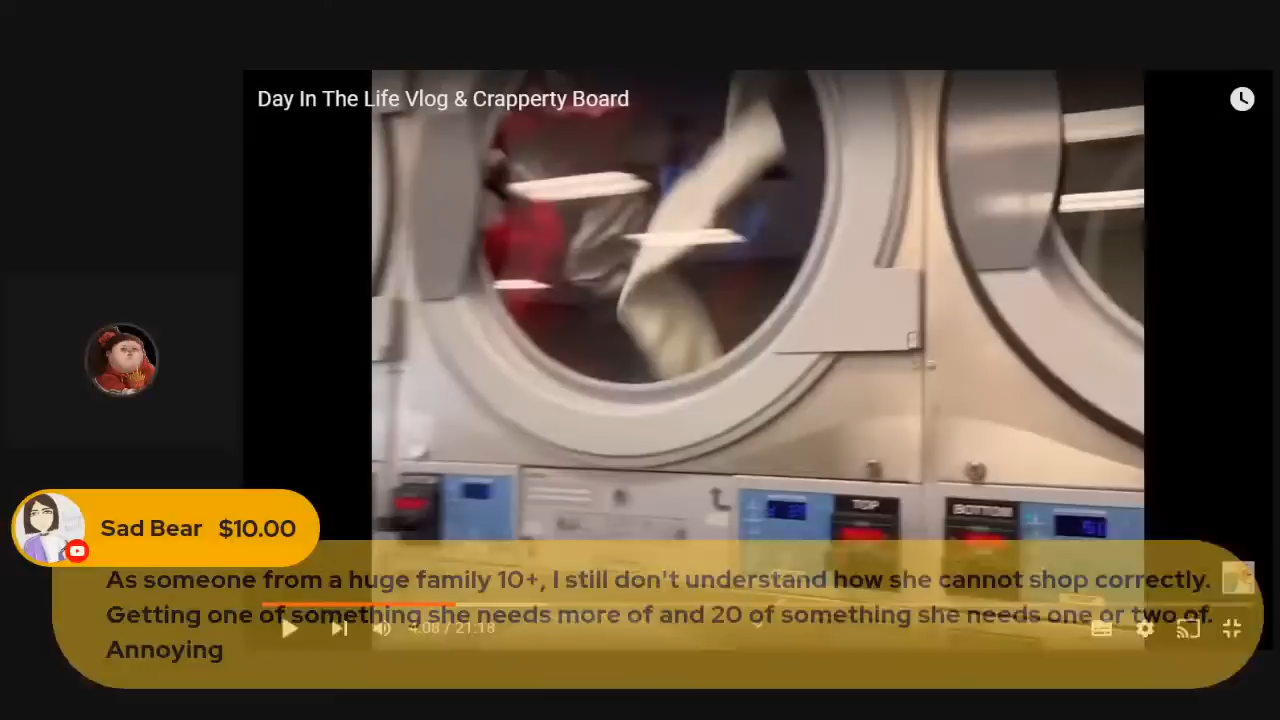 Day In The Life Vlog & Crapperty Board
TOP
BOTTOM
51
Sad Bear $10.00
As someone from a huge family 10+, I still don't understand how she cannot shop correctly.
Getting one of something she needs more of and 20 of something she needs one or two of.
Annoying
4:08 / 21:18